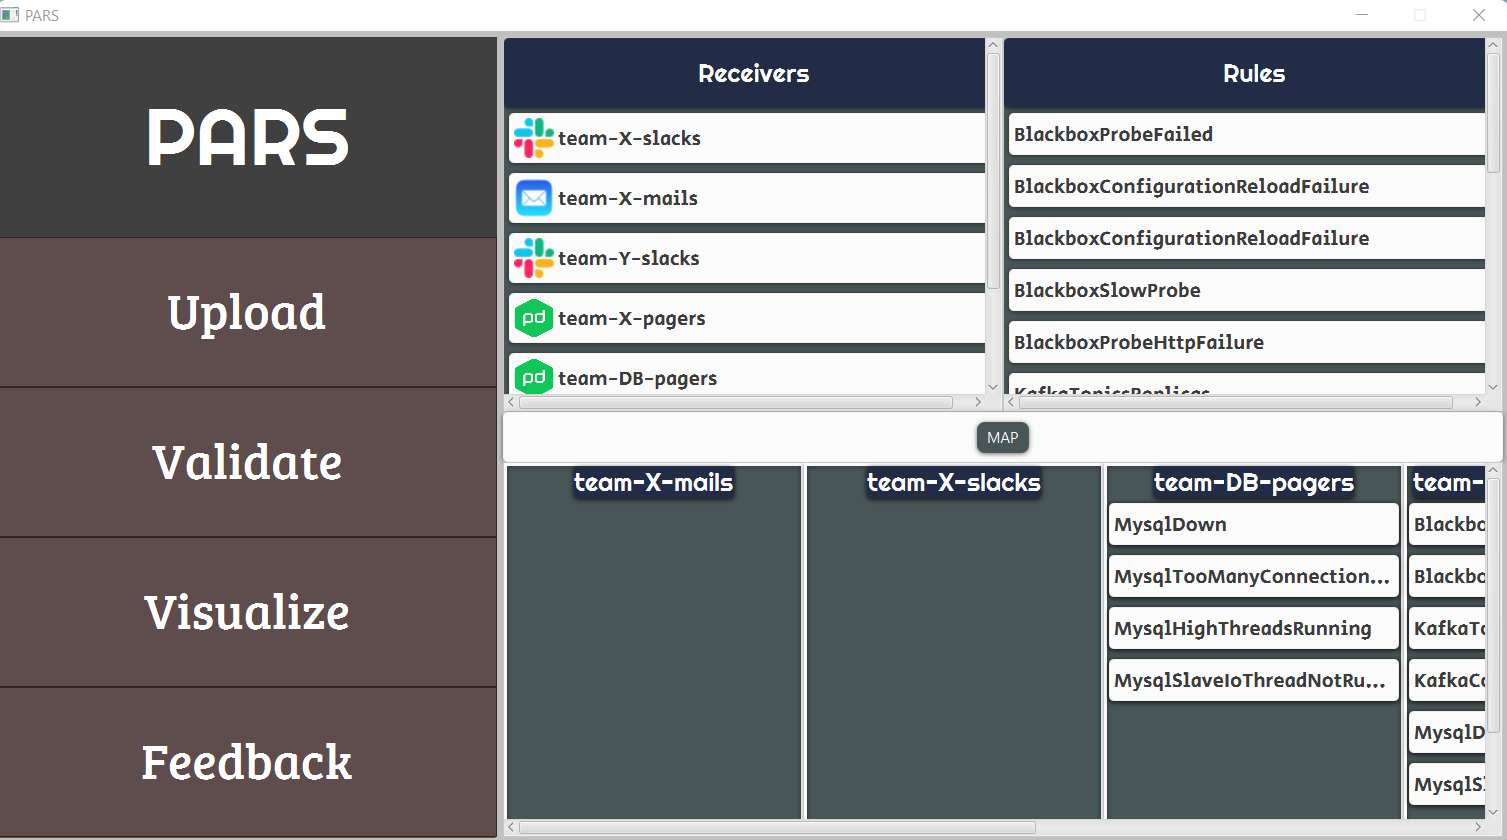 PARS
PARS
Upload
Validate
Visualize
Feedback
Receivers
team-X-slacks
team-X-mails
team-Y-slacks
pd team-X-pagers
pd team-DB-pagers
Rules
BlackboxProbeFailed
BlackboxConfigurationReloadFailure
BlackboxConfigurationReloadFailure
BlackboxSlowProbe
BlackboxProbeHttpFailure
KafkaTopicsReplicas
MAP
team-X-mails
team-X-slacks
team-DB-pagers
MysqlDown
MysqlTooManyConnection...
MysqlHighThreadsRunning
MysqlSlaveIoThreadNotRu...
team-
Blackbo
Blackbo
KafkaTo
KafkaCo
MysqlD
MysqlS